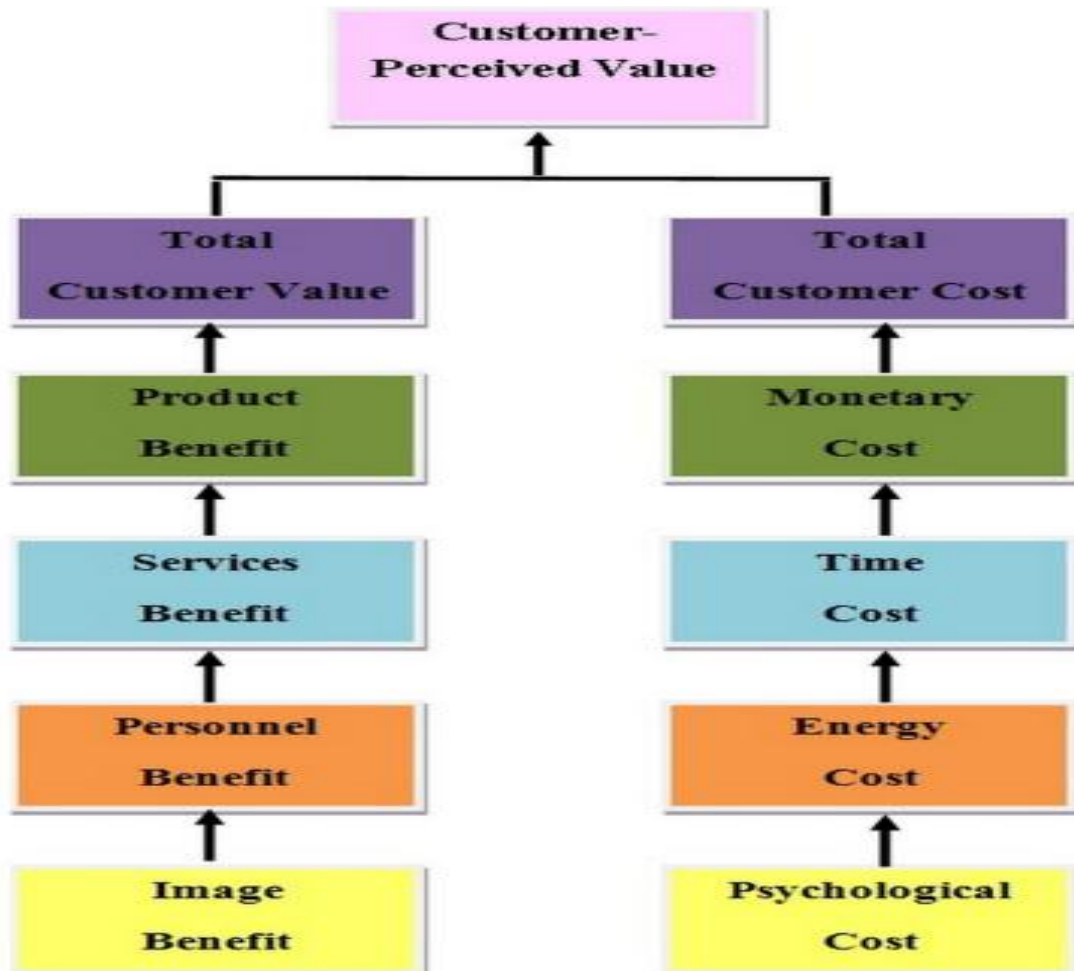 Customer-
Perceived Value
Total
Customer Value
Total
Customer Cost
Product
Benefit
Monetary
Cost
Services
Benefit
Time
Cost
Personnel
Benefit
Energy
Cost
Image
Benefit
Psychological
Cost